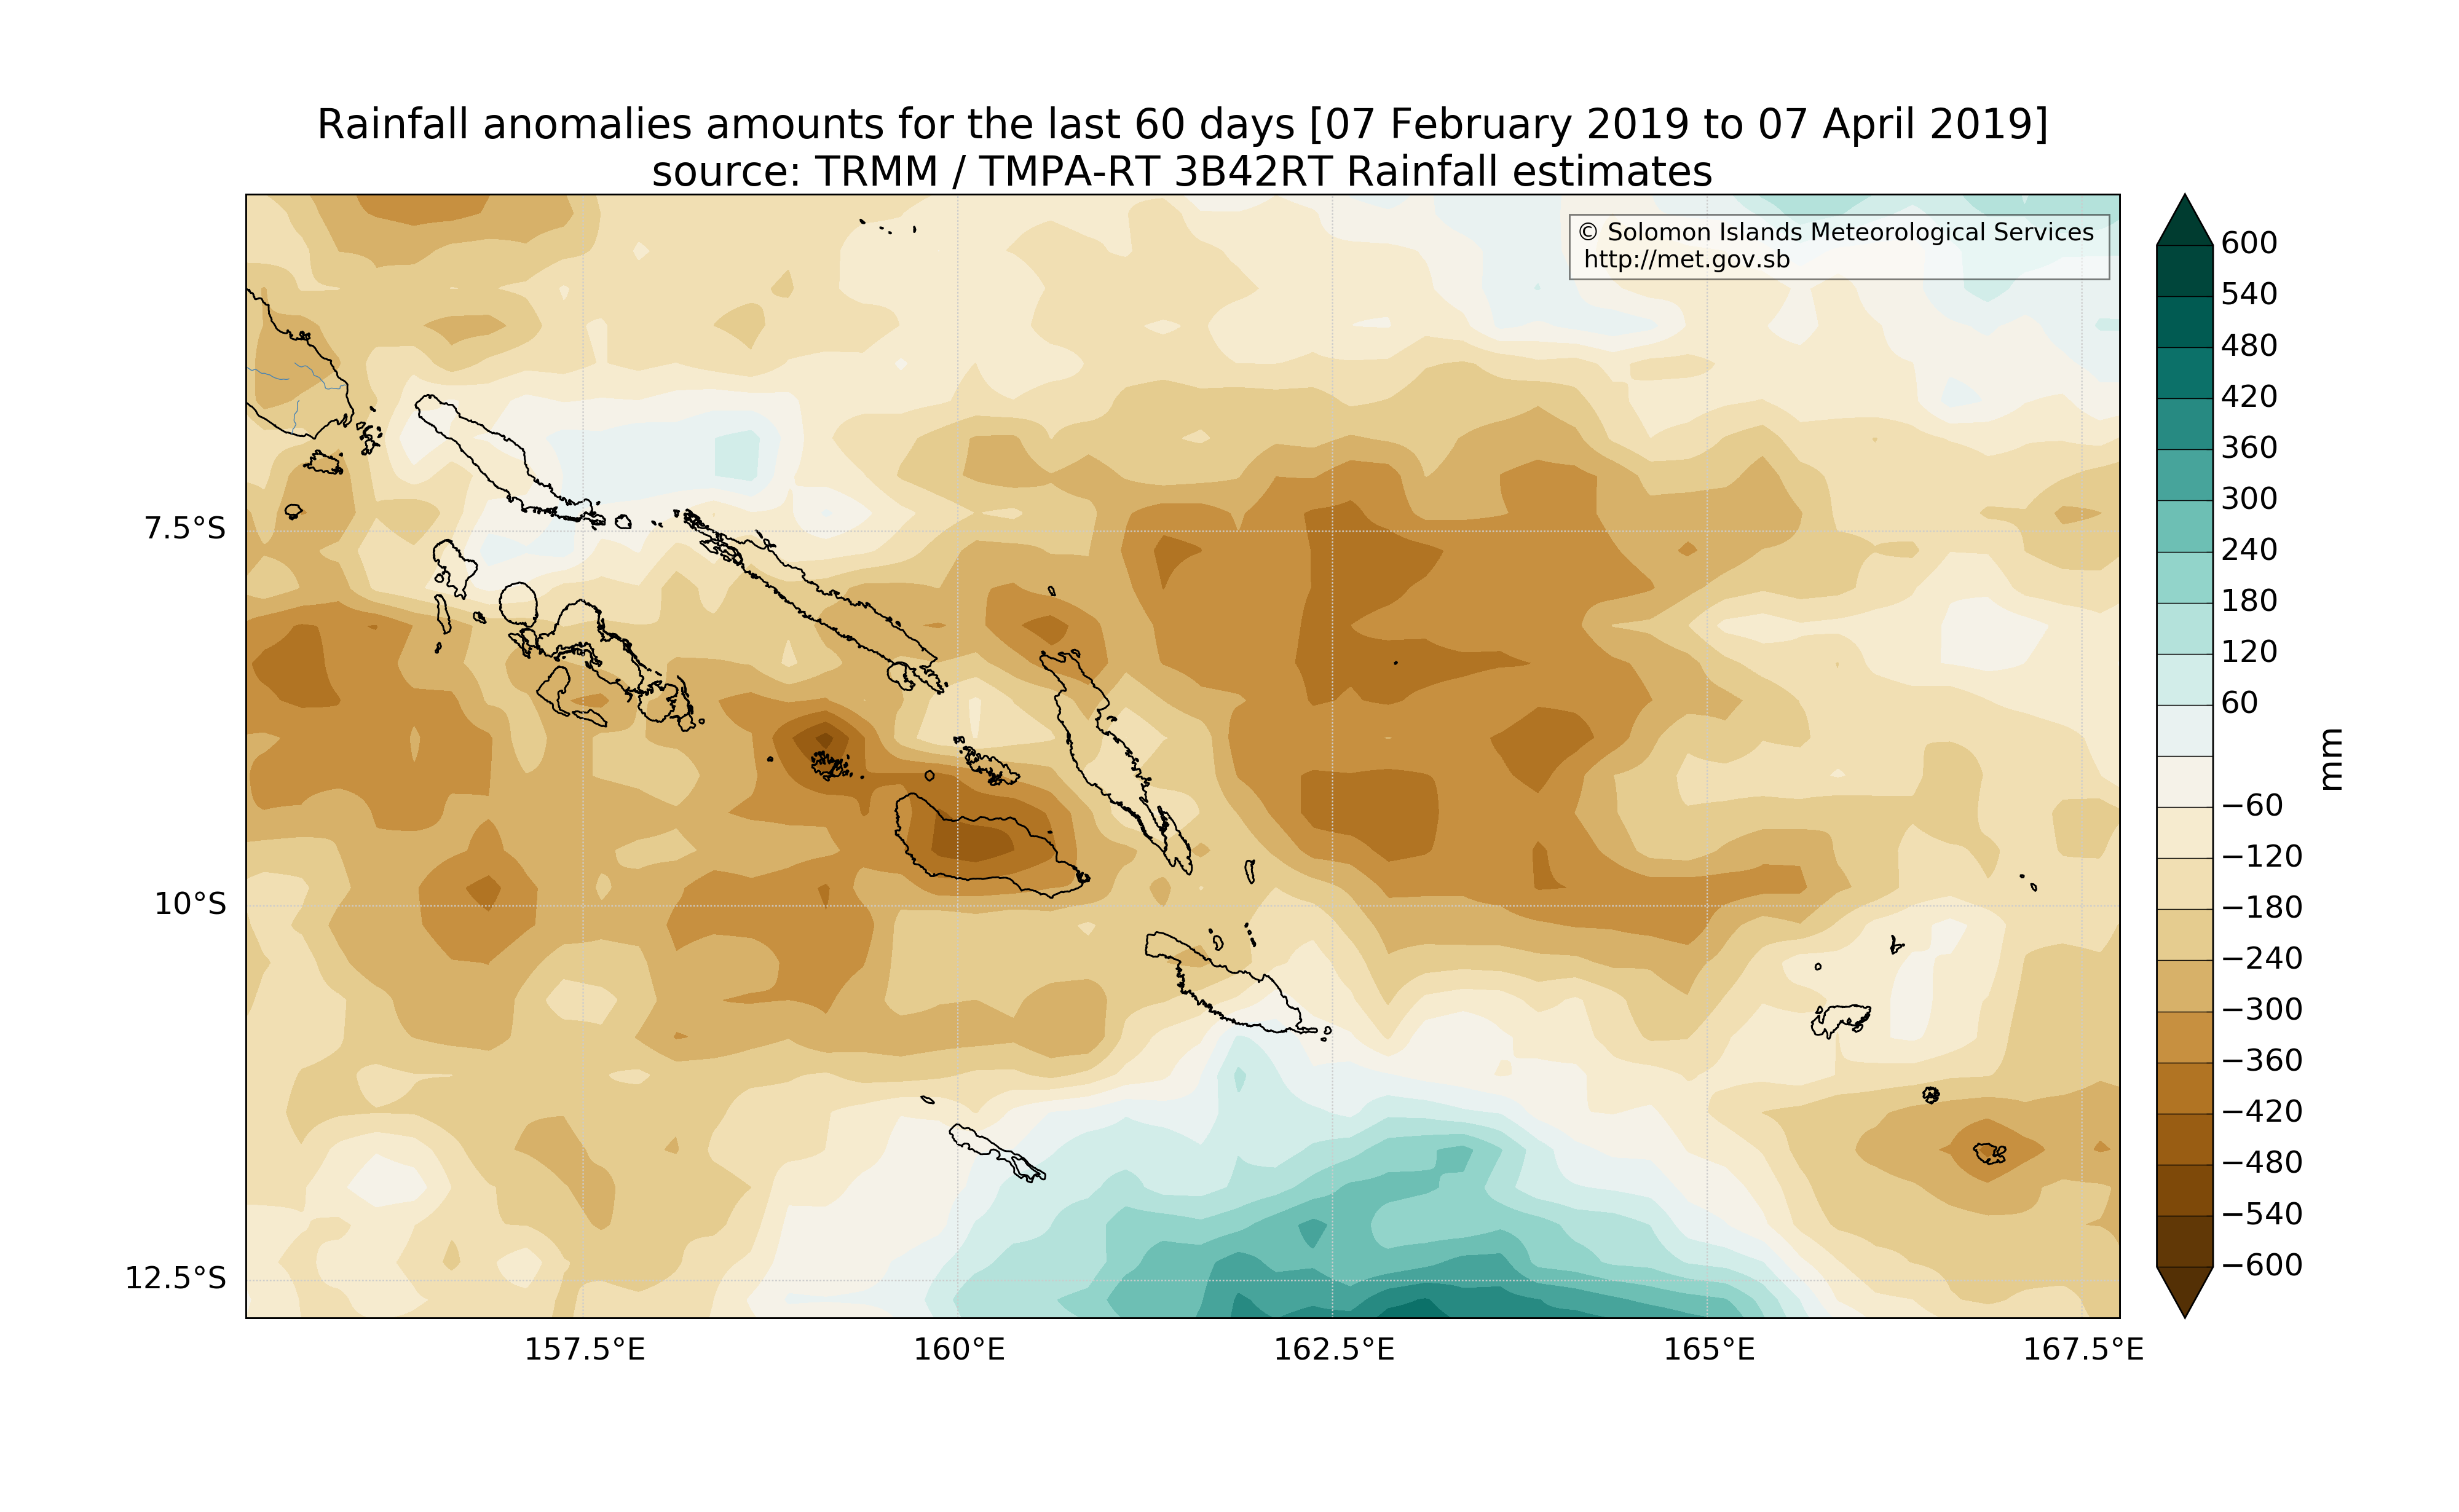 Rainfall anomalies amounts for the last 60 days [07 February 2019 to 07 April 2019]
source: TRMM / TMPA-RT 3B42RT Rainfall estimates
© Solomon Islands Meteorological Services
http://met.gov.sb
7.5°S
10°S
12.5°S
157.5°E
160°E
162.5°E
165°E
167.5°E
600
540
480
420
360
300
240
180
120
60
−60
−120
−180
−240
−300
−360
−420
−480
−540
−600
mm